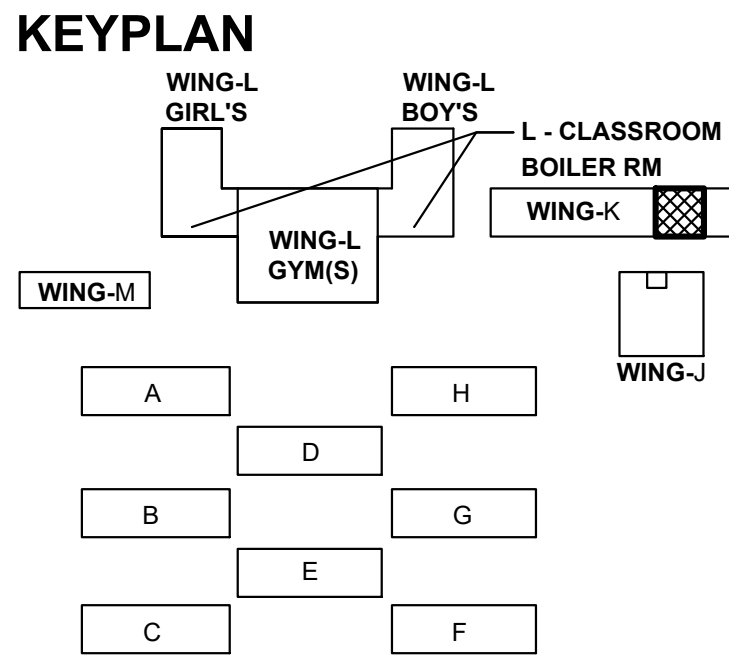 KEYPLAN
WING-L
GIRL'S
WING-L
BOY'S
L - CLASSROOM
BOILER RM
WING-K
WING-L
GYM(S)
WING-M
WING-J
A
H
D
B
G
E
C
F